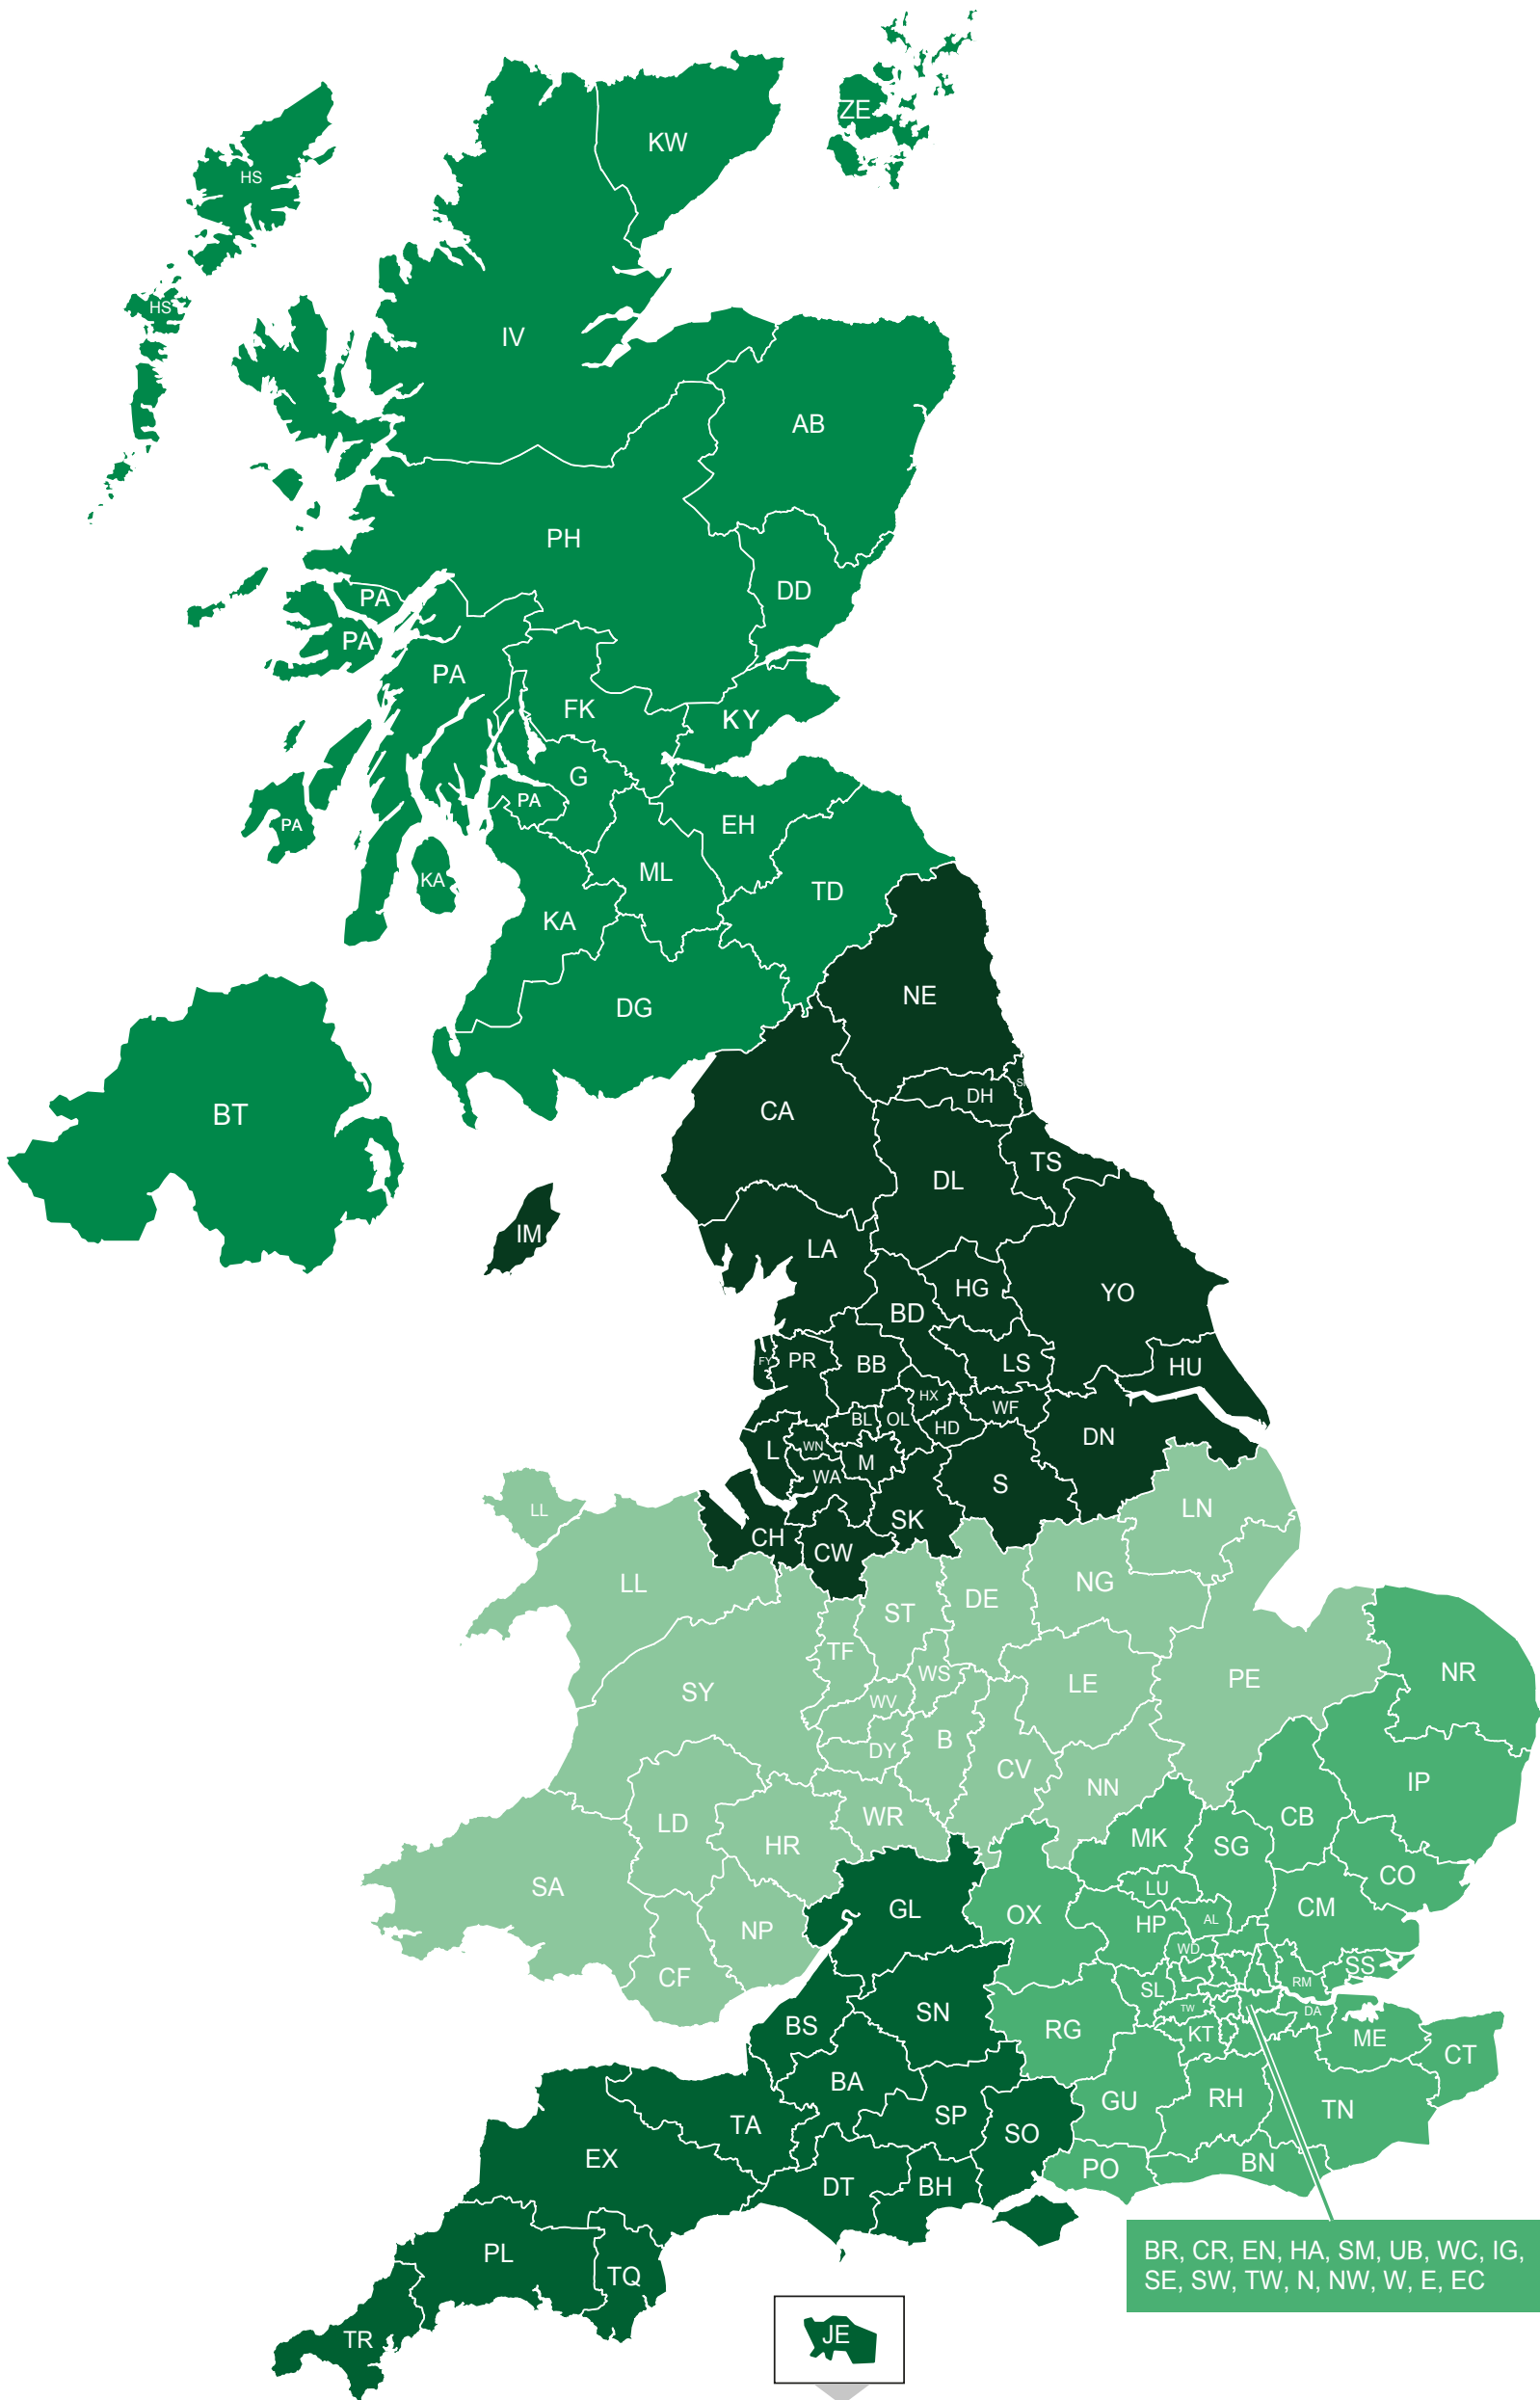 ZE
KW
HS
HS
IV
AB
PH
DD
PA
PA
PA
FK
KY
G
PA
PA
EH
ML
KA
TD
KA
NE
DG
DH
CA
BT
TS
DL
IM
LA
HG
YO
BD
FY
PR
BB
LS
HU
HX
WF
BL
OL
HD
DN
WN
L
M
WA
S
LL
LN
SK
CH
CW
LL
NG
DE
ST
TF
WS
NR
PE
LE
SY
WV
B
DY
CV
IP
NN
WR
CB
LD
MK
HR
SG
CO
SA
LU
CM
GL
OX
AL
HP
NP
WD
SS
CF
RM
SL
TW
DA
SN
BS
RG
KT
ME
CT
BA
RH
GU
TN
SP
TA
SO
EX
BN
PO
DT
BH
PL
BR, CR, EN, HA, SM, UB, WC, IG,
SE, SW, TW, N, NW, W, E, EC
TQ
JE
TR